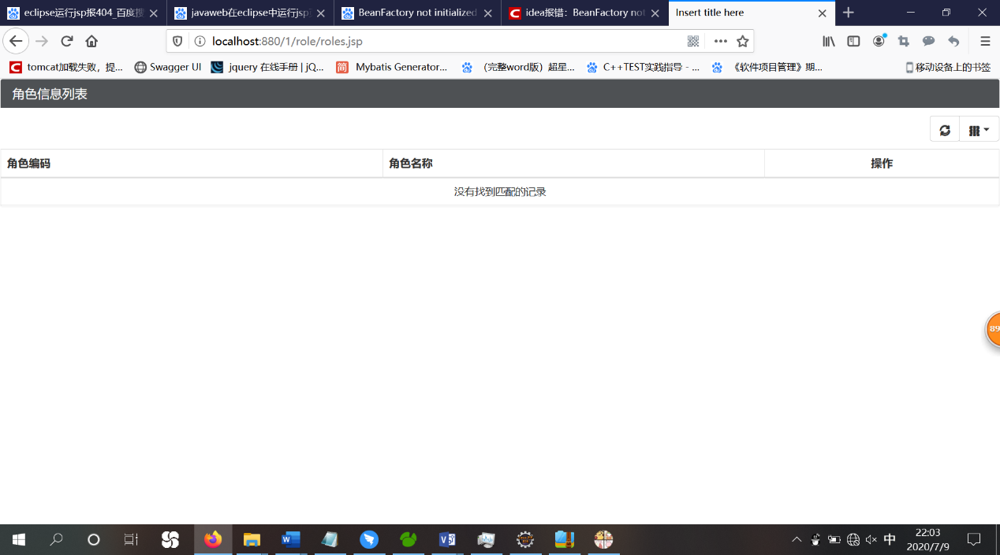 eclipse运行jsp报404_百度搜
javaweb在eclipse中运行jsp
BeanFactory not initialized
idea报错：BeanFactory not
Insert title here
localhost:880/1/role/roles.jsp
tomcat加载失败，提...
Swagger UI
jquery 在线手册 | jQ...
简
Mybatis Generator...
（完整word版）超星...
C++TEST实践指导 - ...
《软件项目管理》期...
移动设备上的书签
角色信息列表
角色编码
角色名称
操作
没有找到匹配的记录
89
中
22:03
2020/7/9